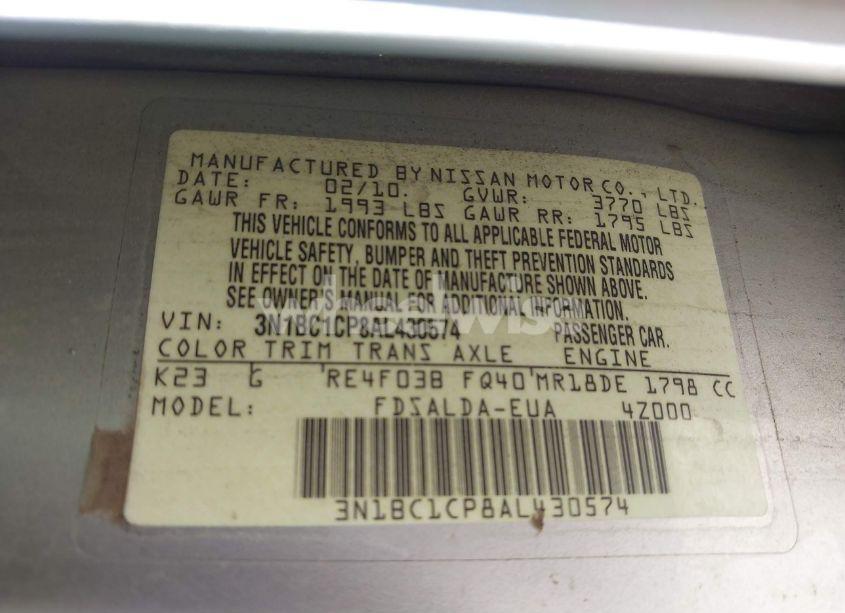 MANUFACTURED BY NISSAN MOTOR CO., LTD.
DATE: 02/10. GVWR: 3770 LBS
GAWR FR: 1993 LBS GAWR RR: 1795 LBS
THIS VEHICLE CONFORMS TO ALL APPLICABLE FEDERAL MOTOR
VEHICLE SAFETY, BUMPER AND THEFT PREVENTION STANDARDS
IN EFFECT ON THE DATE OF MANUFACTURE SHOWN ABOVE.
SEE OWNER'S MANUAL FOR ADDITIONAL INFORMATION.
VIN: 3N1BC1CP8AL430574 PASSENGER CAR.
COLOR TRIM TRANS AXLE ENGINE
K23 G RE4F03B FQ40 MR18DE 1798 CC
MODEL: FDSALDA-EUA 4Z000
3N1BC1CP8AL430574